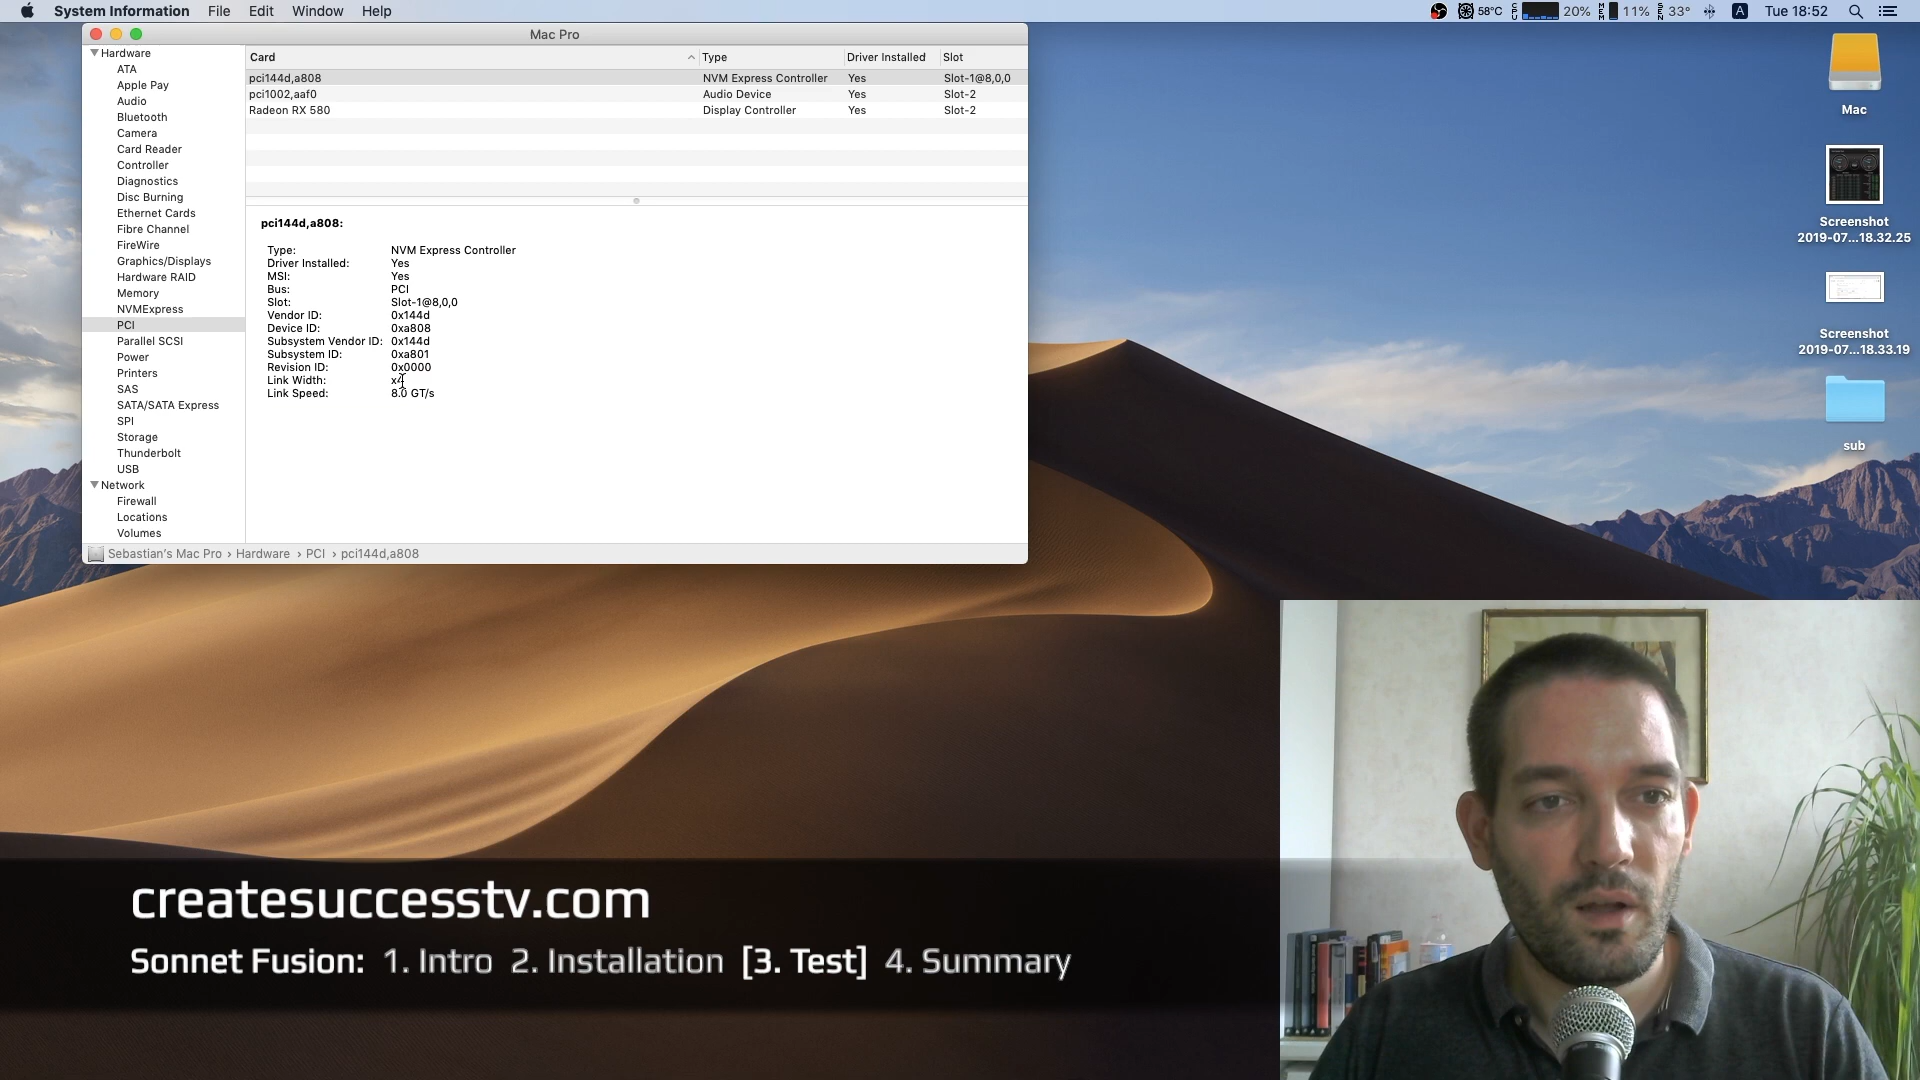 System Information File Edit Window Help
58°C CPU 20% MEM 11% SEN 33° A Tue 18:52
Mac Pro
Hardware
ATA
Apple Pay
Audio
Bluetooth
Camera
Card Reader
Controller
Diagnostics
Disc Burning
Ethernet Cards
Fibre Channel
FireWire
Graphics/Displays
Hardware RAID
Memory
NVMExpress
PCI
Parallel SCSI
Power
Printers
SAS
SATA/SATA Express
SPI
Storage
Thunderbolt
USB
Network
Firewall
Locations
Volumes
Card Type Driver Installed Slot
pci144d,a808 NVM Express Controller Yes Slot-1@8,0,0
pci1002,aaf0 Audio Device Yes Slot-2
Radeon RX 580 Display Controller Yes Slot-2
pci144d,a808:
Type: NVM Express Controller
Driver Installed: Yes
MSI: Yes
Bus: PCI
Slot: Slot-1@8,0,0
Vendor ID: 0x144d
Device ID: 0xa808
Subsystem Vendor ID: 0x144d
Subsystem ID: 0xa801
Revision ID: 0x0000
Link Width: x4
Link Speed: 8.0 GT/s
Sebastian's Mac Pro › Hardware › PCI › pci144d,a808
Mac
Screenshot
2019-07...18.32.25
Screenshot
2019-07...18.33.19
sub
createsuccesstv.com
Sonnet Fusion: 1. Intro 2. Installation [3. Test] 4. Summary